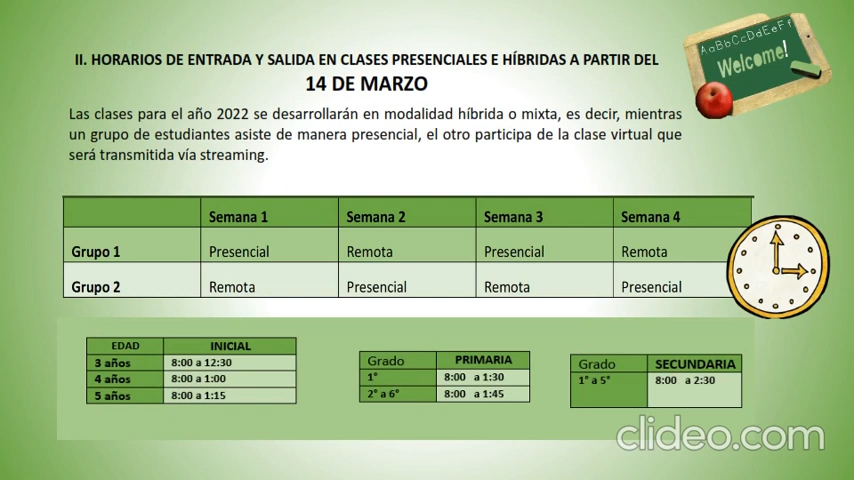 II. HORARIOS DE ENTRADA Y SALIDA EN CLASES PRESENCIALES E HÍBRIDAS A PARTIR DEL
14 DE MARZO
AaBbCcDdEeFf
Welcome!
Las clases para el año 2022 se desarrollarán en modalidad híbrida o mixta, es decir, mientras
un grupo de estudiantes asiste de manera presencial, el otro participa de la clase virtual que
será transmitida vía streaming.
Semana 1 Semana 2 Semana 3 Semana 4
Grupo 1 Presencial Remota Presencial Remota
Grupo 2 Remota Presencial Remota Presencial
EDAD INICIAL
3 años 8:00 a 12:30
4 años 8:00 a 1:00
5 años 8:00 a 1:15
Grado PRIMARIA
1° 8:00 a 1:30
2° a 6° 8:00 a 1:45
Grado SECUNDARIA
1° a 5° 8:00 a 2:30
clideo.com